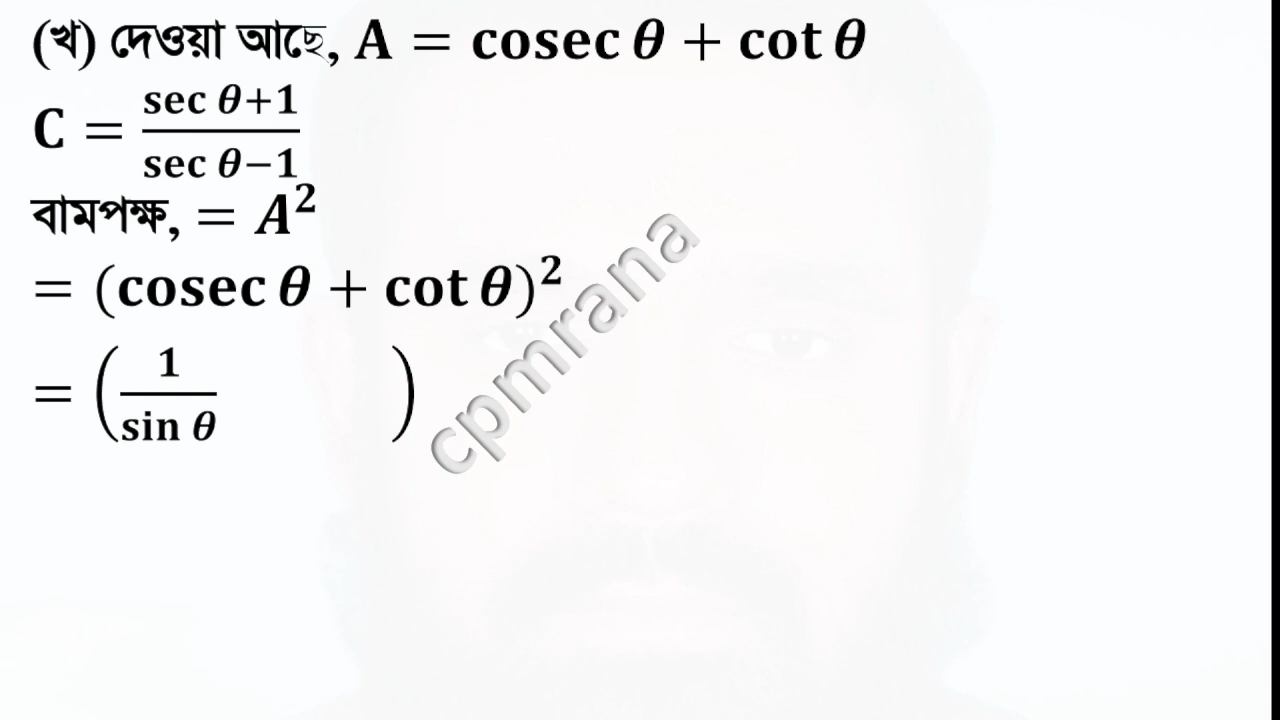 (খ) দেওয়া আছে, A = cosec θ + cot θ
C = (sec θ+1)/(sec θ−1)
বামপক্ষ, = A²
= (cosec θ + cot θ)²
= (1/sin θ )
cpmrana